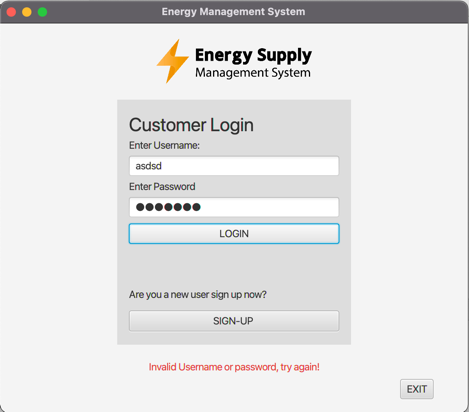 Energy Management System
Energy Supply
Management System
Customer Login
Enter Username:
asdsd
Enter Password
●●●●●●●
LOGIN
Are you a new user sign up now?
SIGN-UP
Invalid Username or password, try again!
EXIT